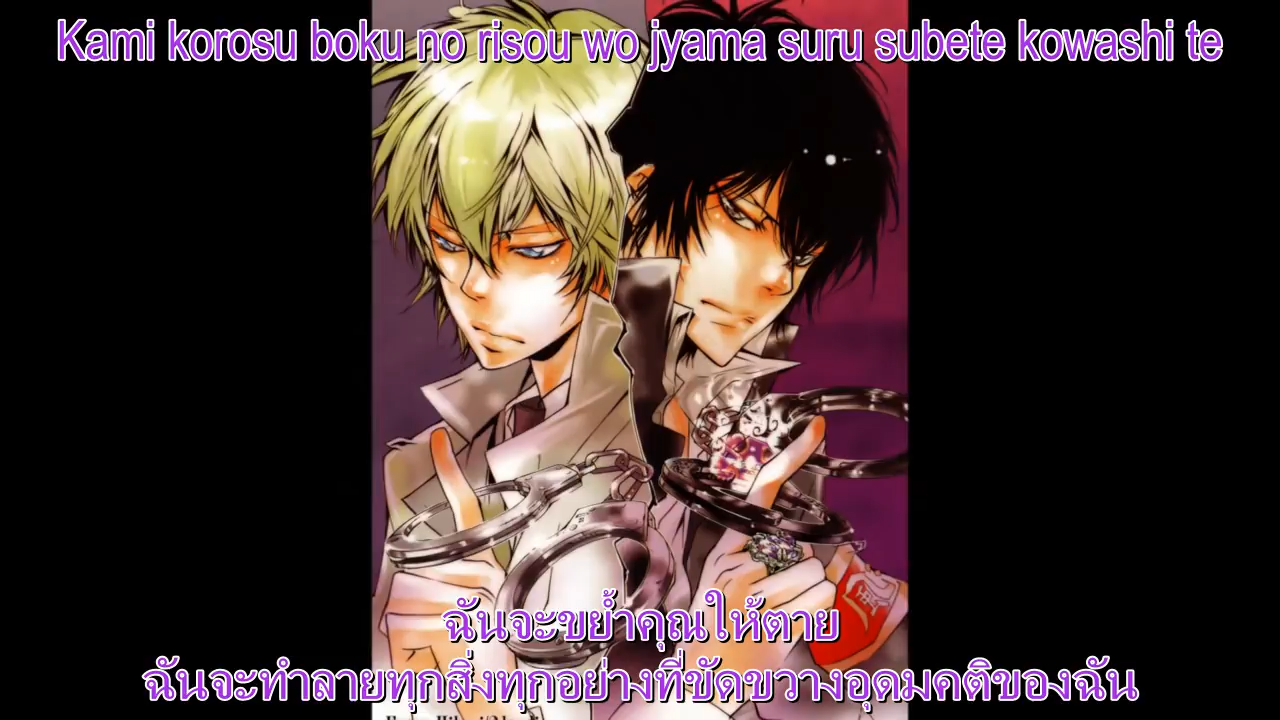 Kami korosu boku no risou wo jyama suru subete kowashi te
ฉันจะขย้ำคุณให้ตาย
ฉันจะทำลายทุกสิ่งทุกอย่างที่ขัดขวางอุดมคติของฉัน